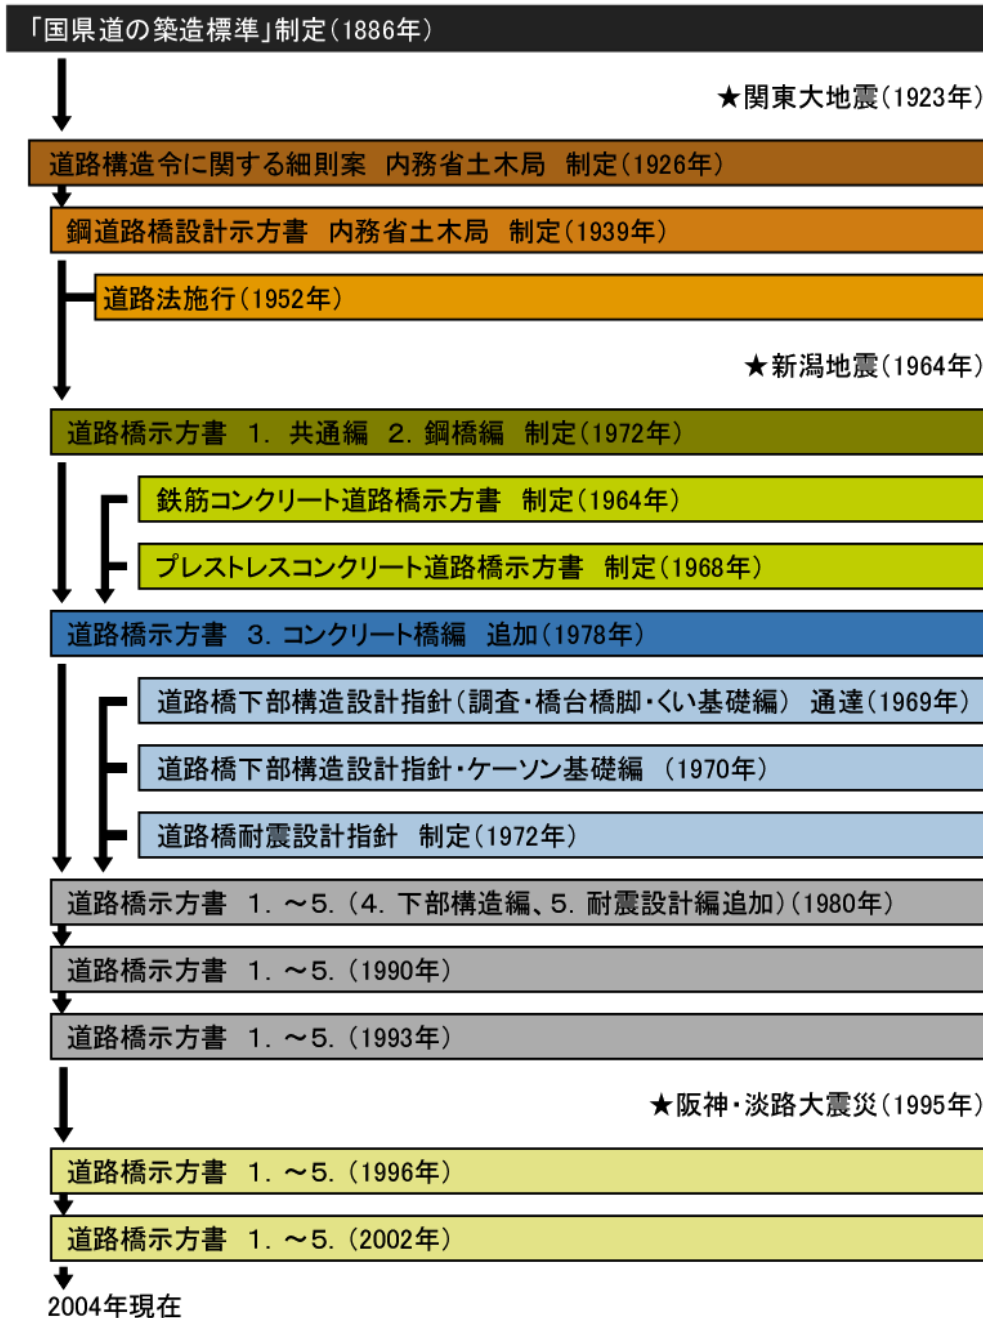 「国県道の築造標準」制定(1886年)
★関東大地震(1923年)
道路構造令に関する細則案　内務省土木局　制定(1926年)
鋼道路橋設計示方書　内務省土木局　制定(1939年)
道路法施行(1952年)
★新潟地震(1964年)
道路橋示方書　１．共通編　２．鋼橋編　制定(1972年)
鉄筋コンクリート道路橋示方書　制定(1964年)
プレストレスコンクリート道路橋示方書　制定(1968年)
道路橋示方書　３．コンクリート橋編　追加(1978年)
道路橋下部構造設計指針(調査・橋台橋脚・くい基礎編)　通達(1969年)
道路橋下部構造設計指針・ケーソン基礎編　(1970年)
道路橋耐震設計指針　制定(1972年)
道路橋示方書　１．～５．(４．下部構造編、５．耐震設計編追加)(1980年)
道路橋示方書　１．～５．(1990年)
道路橋示方書　１．～５．(1993年)
★阪神・淡路大震災(1995年)
道路橋示方書　１．～５．(1996年)
道路橋示方書　１．～５．(2002年)
2004年現在